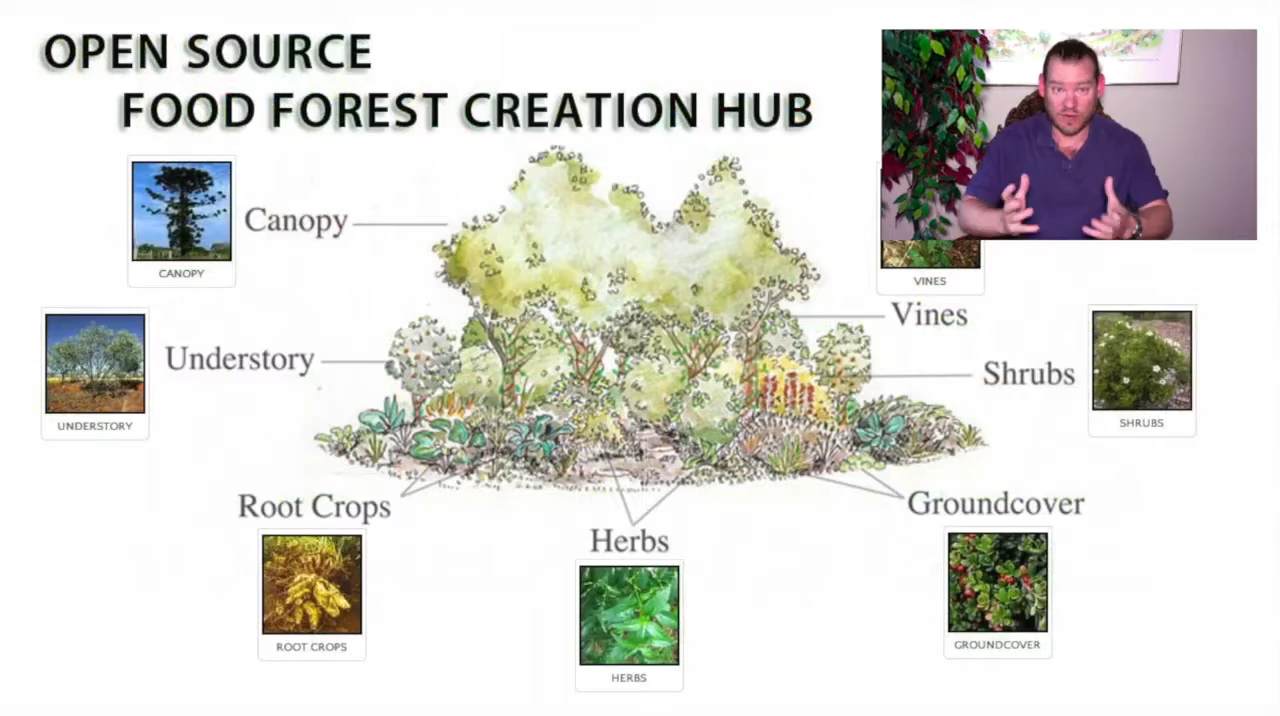 OPEN SOURCE
FOOD FOREST CREATION HUB
CANOPY
Canopy
VINES
Vines
UNDERSTORY
Understory
Shrubs
SHRUBS
Root Crops
ROOT CROPS
Herbs
HERBS
Groundcover
GROUNDCOVER